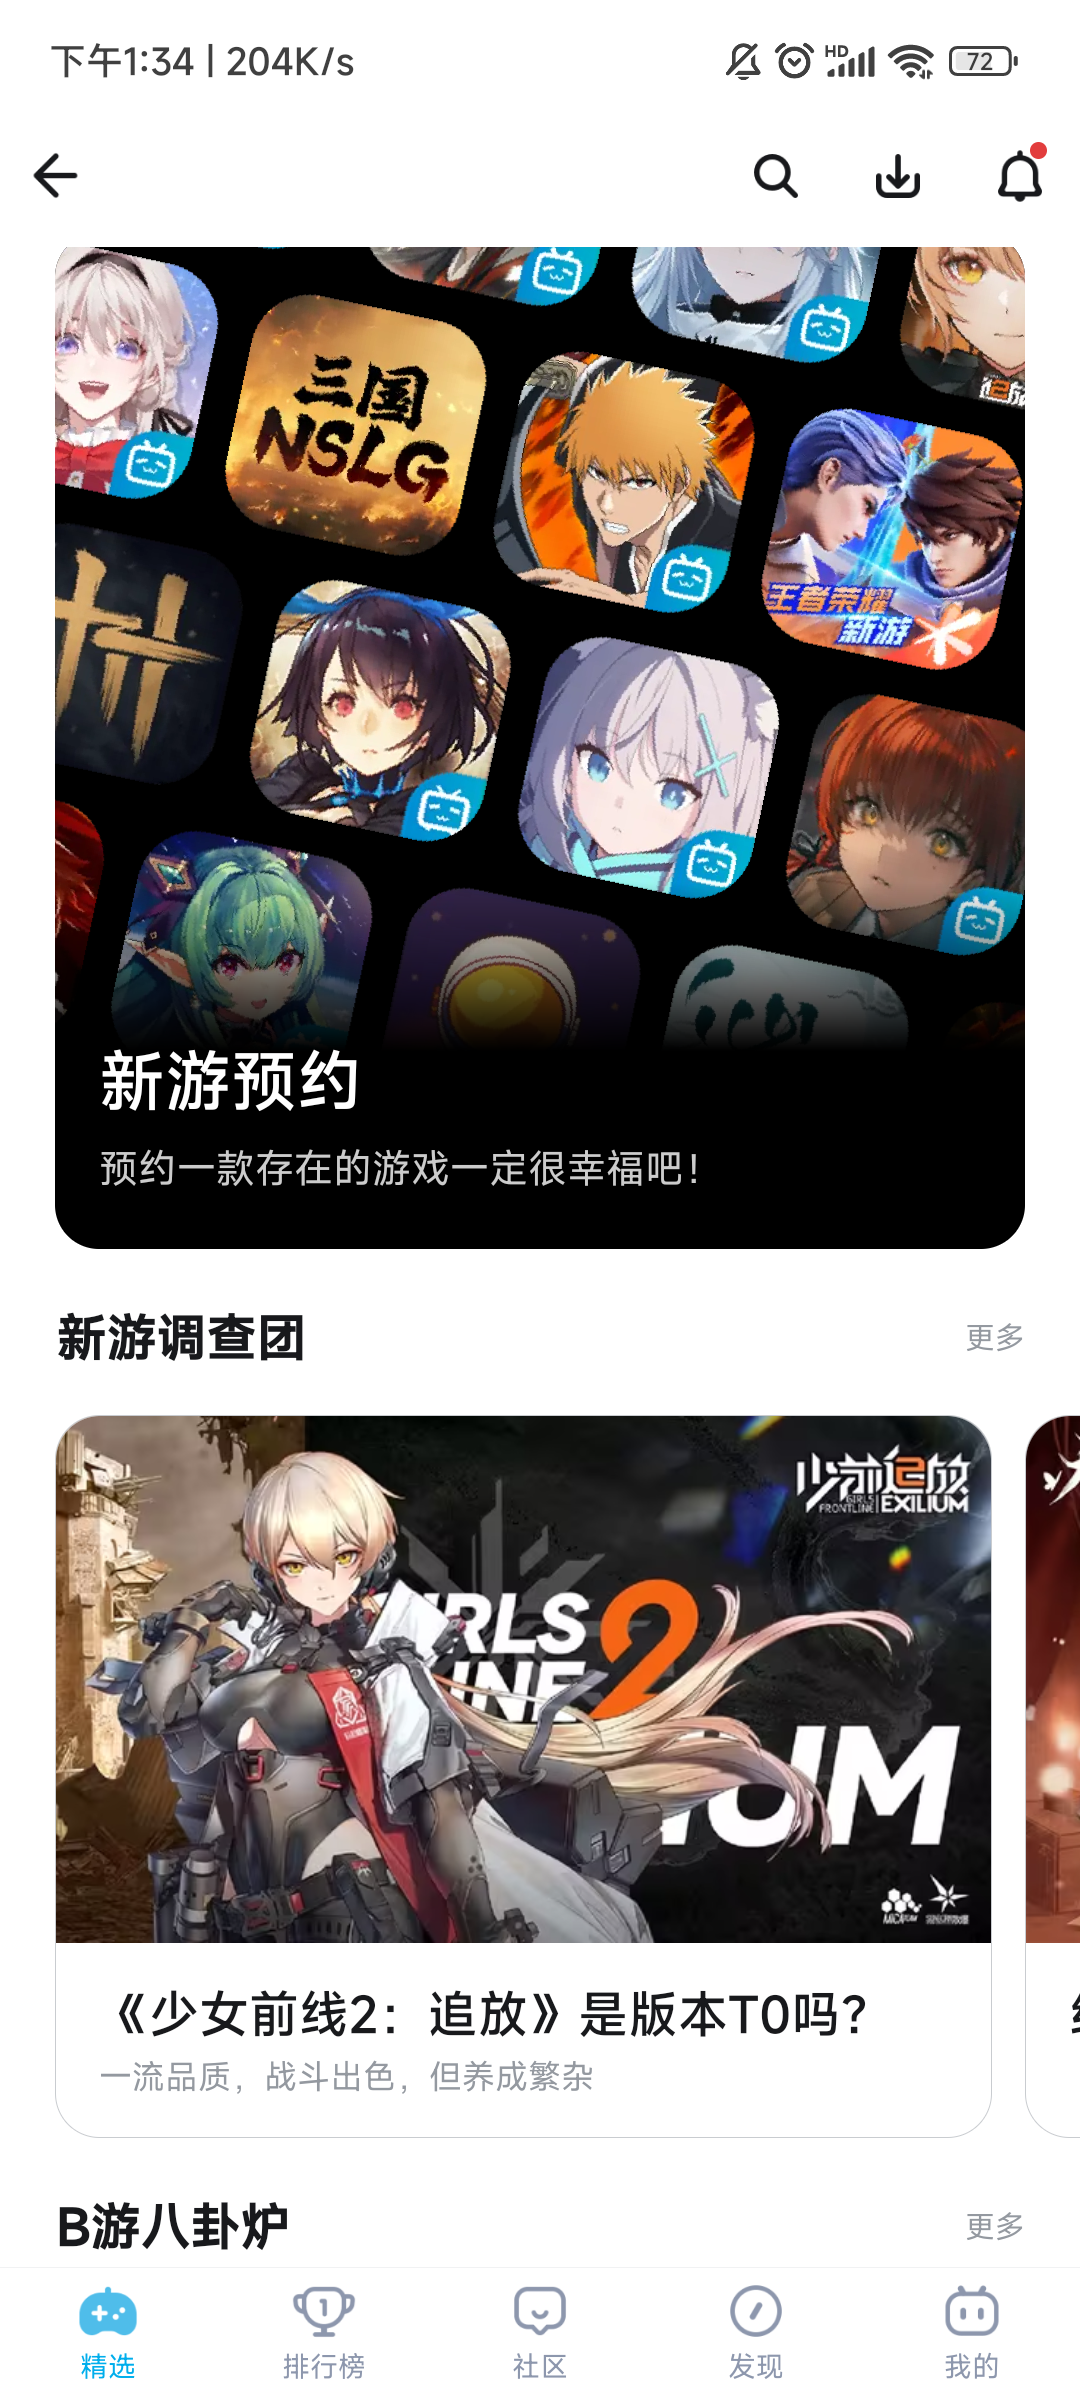 下午1:34 | 204K/s
HD
72
三国
NSLG
追放
王者荣耀
新游
新游预约
预约一款存在的游戏一定很幸福吧!
新游调查团
更多
少前追放
GIRLS
FRONTLINE EXILIUM
RLS
INE 2
IUM
《少女前线2：追放》是版本T0吗?
一流品质，战斗出色，但养成繁杂
B游八卦炉
更多
精选
排行榜
社区
发现
我的